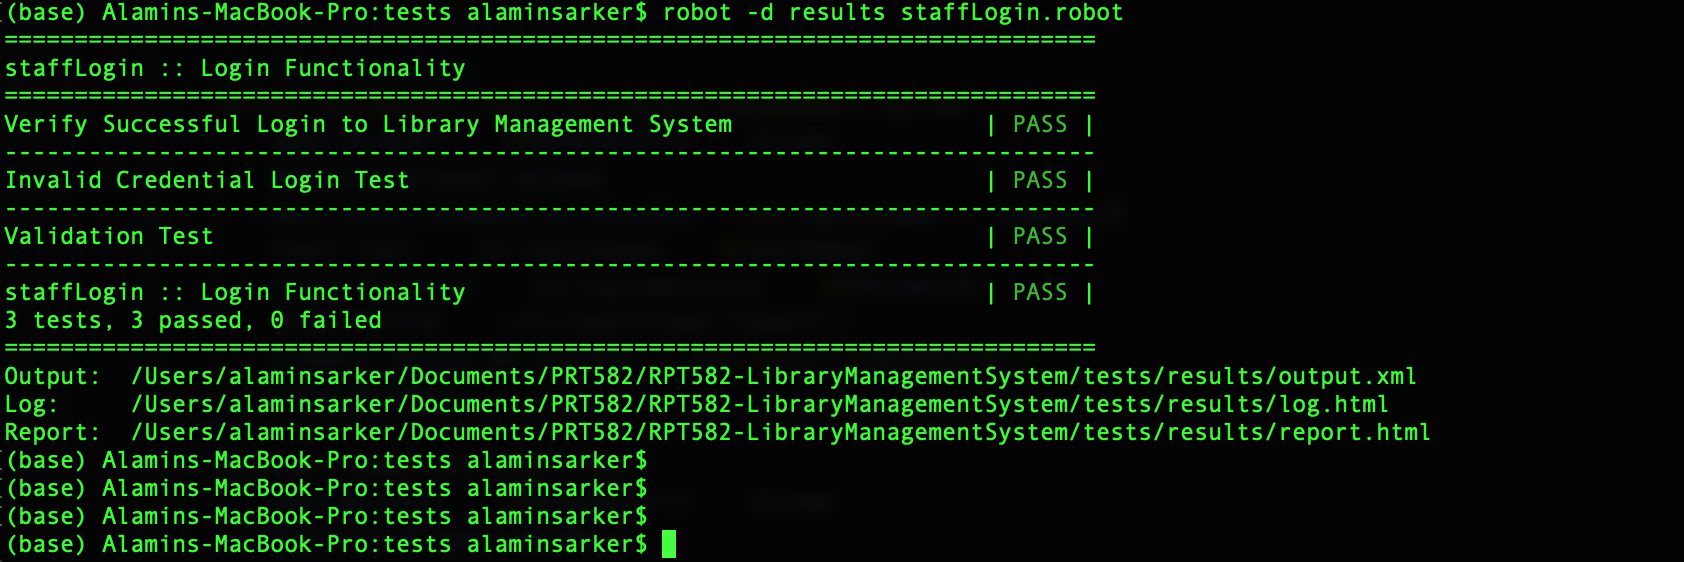 (base) Alamins-MacBook-Pro:tests alaminsarker$ robot -d results staffLogin.robot
==============================================================================
staffLogin :: Login Functionality
==============================================================================
Verify Successful Login to Library Management System                  | PASS |
------------------------------------------------------------------------------
Invalid Credential Login Test                                         | PASS |
------------------------------------------------------------------------------
Validation Test                                                       | PASS |
------------------------------------------------------------------------------
staffLogin :: Login Functionality                                     | PASS |
3 tests, 3 passed, 0 failed
==============================================================================
Output:  /Users/alaminsarker/Documents/PRT582/RPT582-LibraryManagementSystem/tests/results/output.xml
Log:     /Users/alaminsarker/Documents/PRT582/RPT582-LibraryManagementSystem/tests/results/log.html
Report:  /Users/alaminsarker/Documents/PRT582/RPT582-LibraryManagementSystem/tests/results/report.html
(base) Alamins-MacBook-Pro:tests alaminsarker$
(base) Alamins-MacBook-Pro:tests alaminsarker$
(base) Alamins-MacBook-Pro:tests alaminsarker$
(base) Alamins-MacBook-Pro:tests alaminsarker$